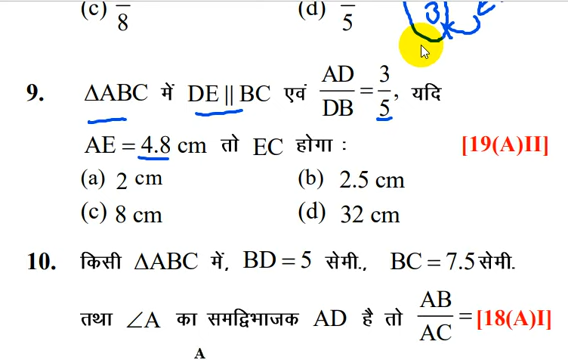 (c) 8 (d) 5
3
9. ΔABC में DE || BC एवं AD/DB = 3/5, यदि
AE = 4.8 cm तो EC होगा : [19(A)II]
(a) 2 cm (b) 2.5 cm
(c) 8 cm (d) 32 cm
10. किसी ΔABC में, BD = 5 सेमी., BC = 7.5 सेमी.
तथा ∠A का समद्विभाजक AD है तो AB/AC = [18(A)I]
A